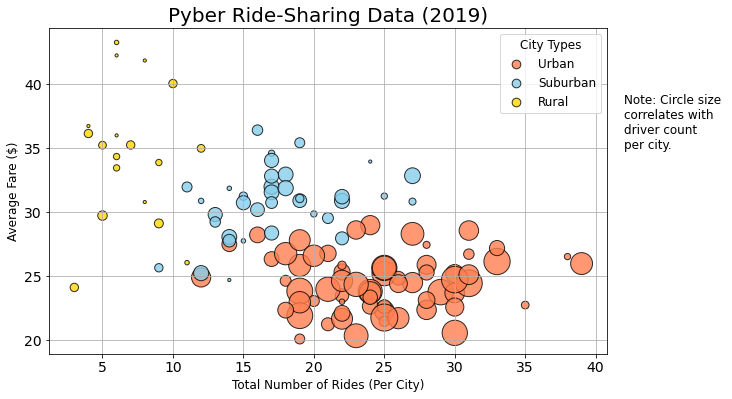 Pyber Ride-Sharing Data (2019)
City Types
Urban
Suburban
Rural
Note: Circle size
correlates with
driver count
per city.
Average Fare ($)
40
35
30
25
20
5 10 15 20 25 30 35 40
Total Number of Rides (Per City)